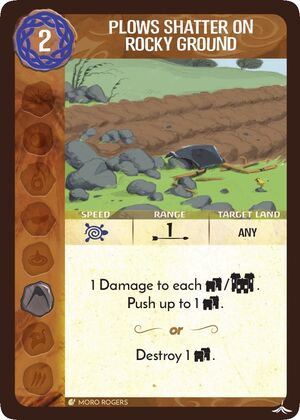 2
PLOWS SHATTER ON
ROCKY GROUND
SPEED
RANGE
TARGET LAND
1
ANY
1 Damage to each / .
Push up to 1 .
or
Destroy 1 .
MORO ROGERS